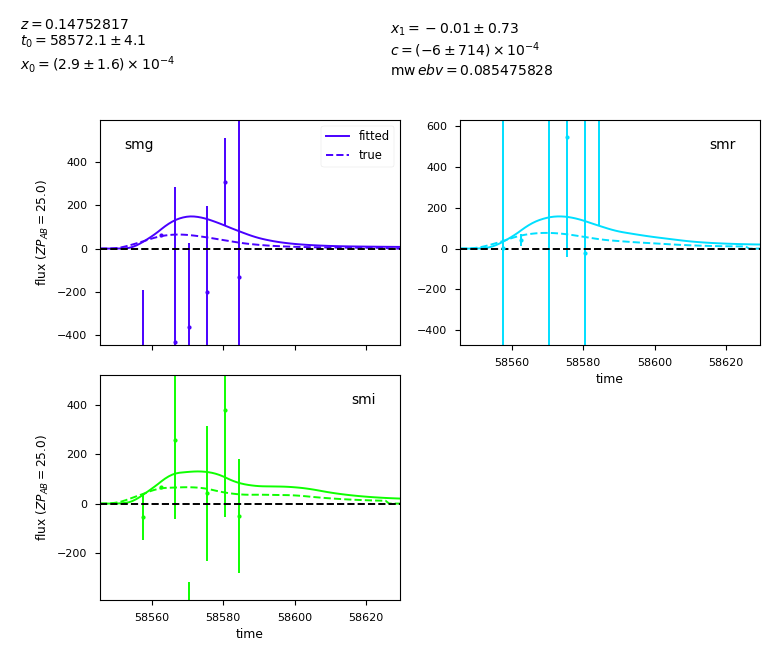 z = 0.14752817
t₀ = 58572.1 ± 4.1
x₀ = (2.9 ± 1.6) × 10⁻⁴
x₁ = −0.01 ± 0.73
c = (−6 ± 714) × 10⁻⁴
mw ebv = 0.085475828
smg
fitted
true
flux (ZP_AB = 25.0)
400
200
0
−200
−400
smr
600
400
200
0
−200
−400
58560 58580 58600 58620
time
smi
flux (ZP_AB = 25.0)
400
200
0
−200
58560 58580 58600 58620
time